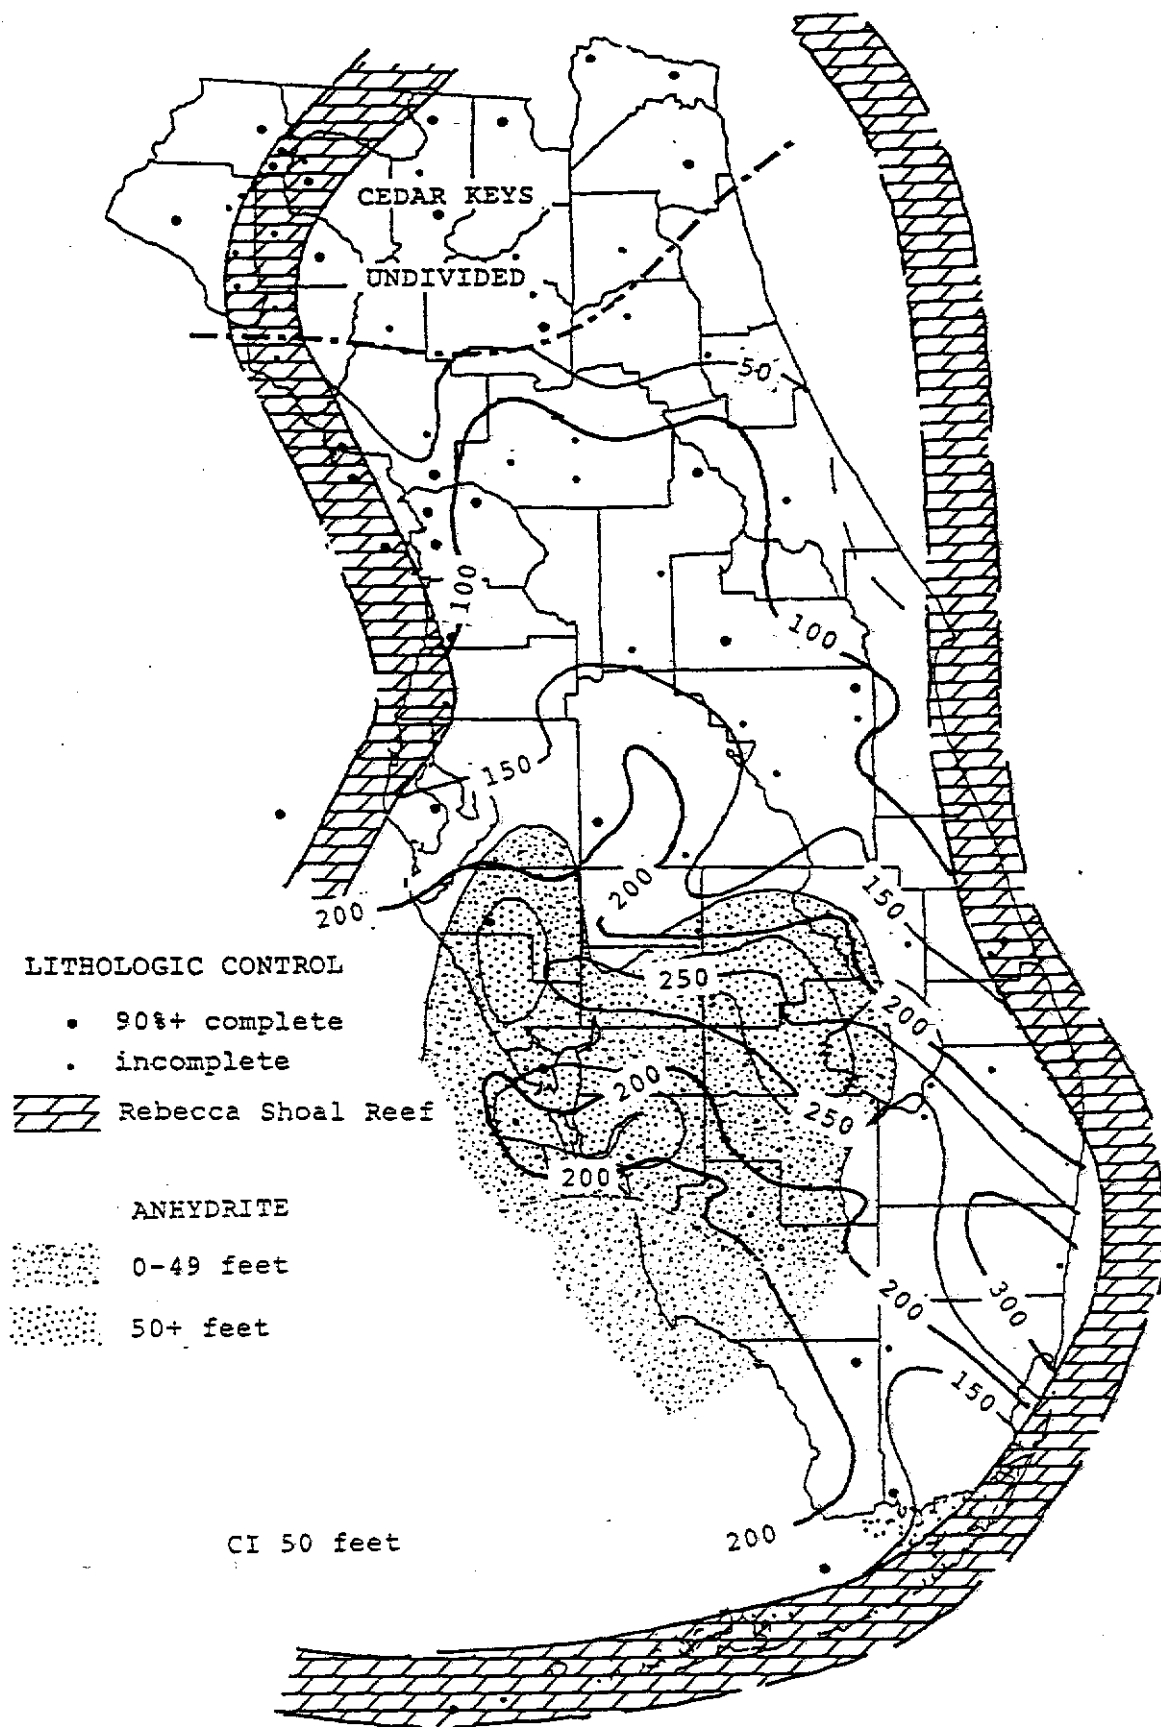 CEDAR KEYS
UNDIVIDED
50
100
100
150
200
200
150
LITHOLOGIC CONTROL
250
• 90%+ complete
200
• incomplete
200
Rebecca Shoal Reef
250
200
ANHYDRITE
0-49 feet
200
300
50+ feet
150
CI 50 feet
200